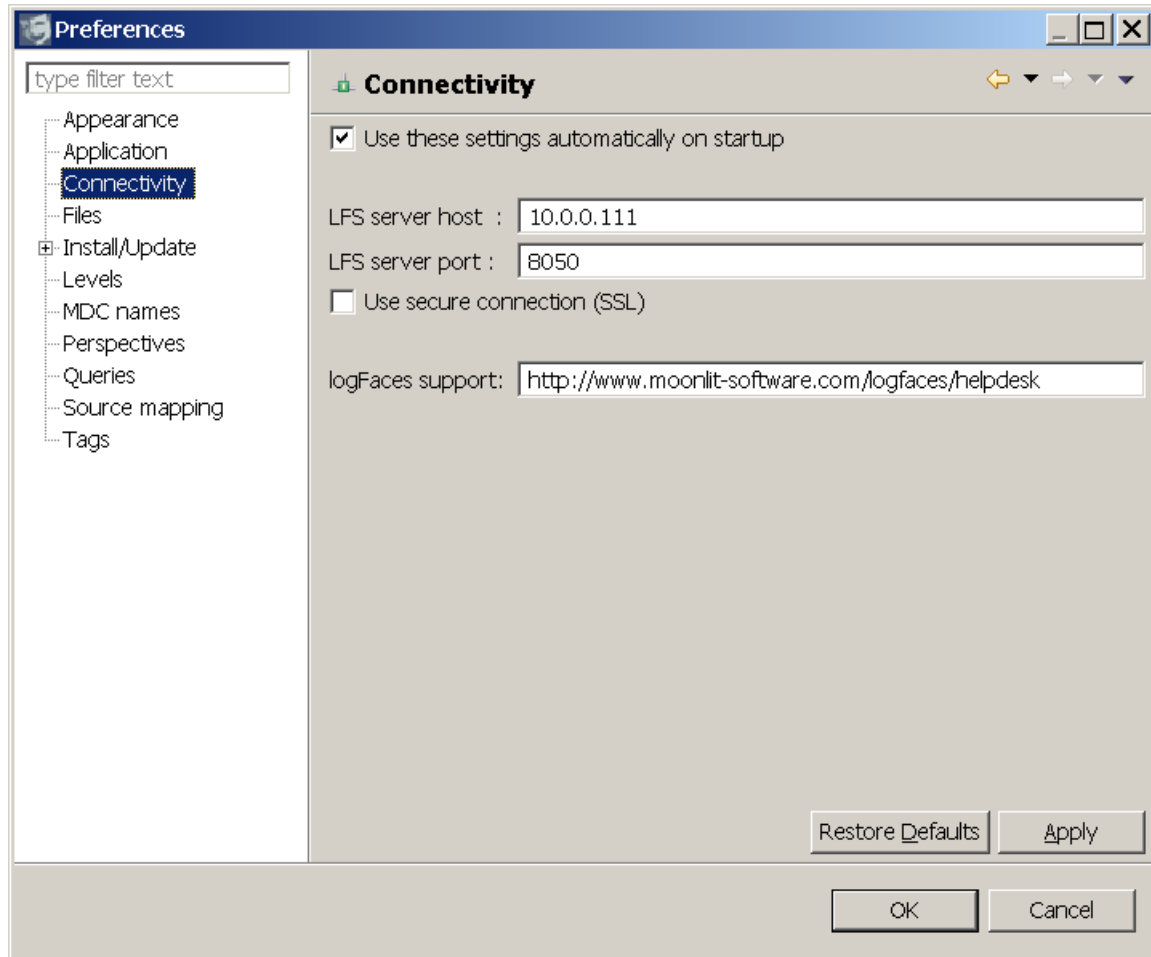 Preferences
type filter text
Appearance
Application
Connectivity
Files
Install/Update
Levels
MDC names
Perspectives
Queries
Source mapping
Tags
Connectivity
Use these settings automatically on startup
LFS server host : 10.0.0.111
LFS server port : 8050
Use secure connection (SSL)
logFaces support: http://www.moonlit-software.com/logfaces/helpdesk
Restore Defaults Apply
OK Cancel